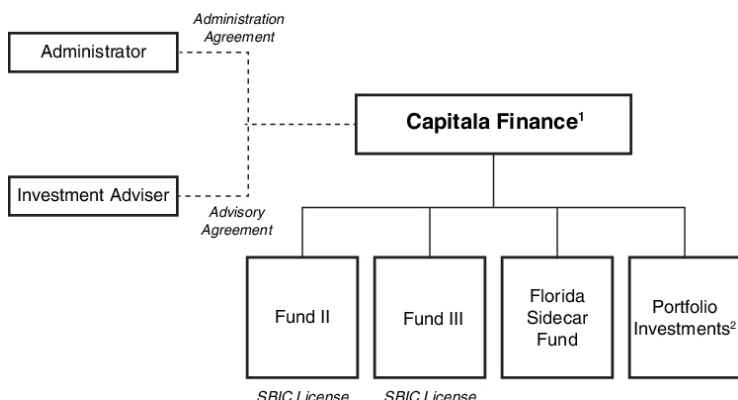 Administration
Agreement
Administrator
Capitala Finance¹
Investment Adviser
Advisory
Agreement
Fund II
Fund III
Florida
Sidecar
Fund
Portfolio
Investments²
SBIC License
SBIC License